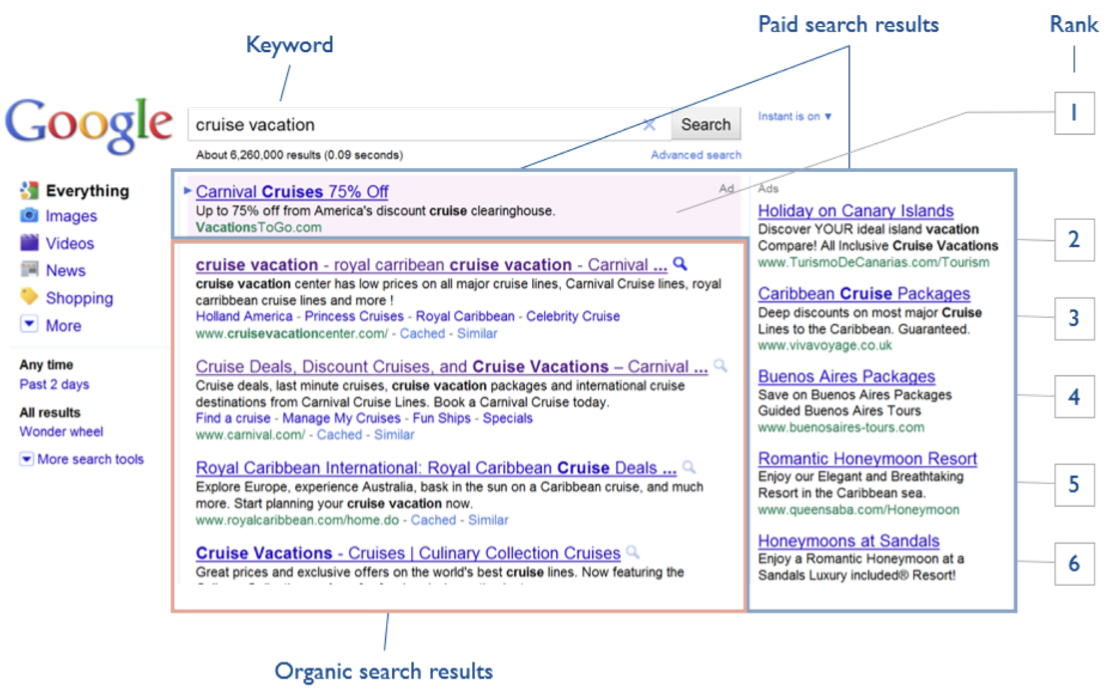 Paid search results
Rank
Keyword
Google
cruise vacation
Search
Instant is on ▼
1
About 6,260,000 results (0.09 seconds)
Advanced search
Everything
Images
Videos
News
Shopping
More
Any time
Past 2 days
All results
Wonder wheel
More search tools
Carnival Cruises 75% Off
Ad
Up to 75% off from America's discount cruise clearinghouse.
VacationsToGo.com
cruise vacation - royal carribean cruise vacation - Carnival ...
cruise vacation center has low prices on all major cruise lines, Carnival Cruise lines, royal
carribbean cruise lines and more !
Holland America - Princess Cruises - Royal Caribbean - Celebrity Cruise
www.cruisevacationcenter.com/ - Cached - Similar
Cruise Deals, Discount Cruises, and Cruise Vacations – Carnival ...
Cruise deals, last minute cruises, cruise vacation packages and international cruise
destinations from Carnival Cruise Lines. Book a Carnival Cruise today.
Find a cruise - Manage My Cruises - Fun Ships - Specials
www.carnival.com/ - Cached - Similar
Royal Caribbean International: Royal Caribbean Cruise Deals ...
Explore Europe, experience Australia, bask in the sun on a Caribbean cruise, and much
more. Start planning your cruise vacation now.
www.royalcaribbean.com/home.do - Cached - Similar
Cruise Vacations - Cruises | Culinary Collection Cruises
Great prices and exclusive offers on the world's best cruise lines. Now featuring the
Ads
Holiday on Canary Islands
Discover YOUR ideal island vacation
Compare! All Inclusive Cruise Vacations
www.TurismoDeCanarias.com/Tourism
2
Caribbean Cruise Packages
Deep discounts on most major Cruise
Lines to the Caribbean. Guaranteed.
www.vivavoyage.co.uk
3
Buenos Aires Packages
Save on Buenos Aires Packages
Guided Buenos Aires Tours
www.buenosaires-tours.com
4
Romantic Honeymoon Resort
Enjoy our Elegant and Breathtaking
Resort in the Caribbean sea.
www.queensaba.com/Honeymoon
5
Honeymoons at Sandals
Enjoy a Romantic Honeymoon at a
Sandals Luxury included® Resort!
6
Organic search results